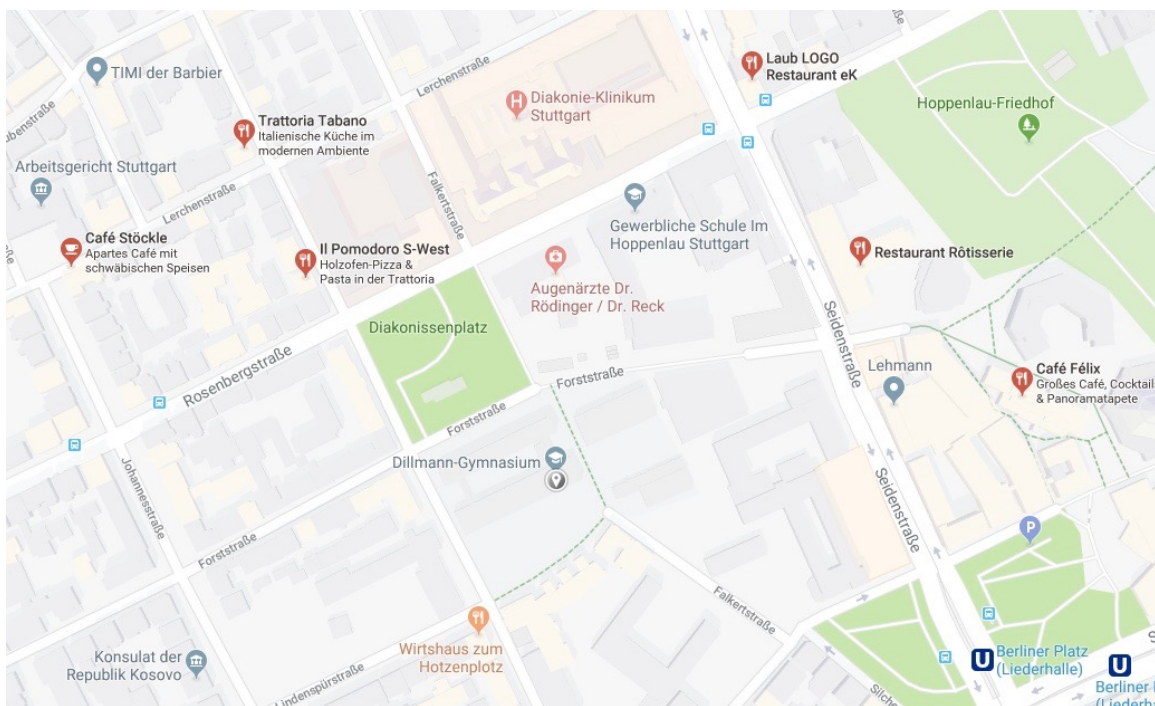 Laub LOGO
Restaurant eK
TIMI der Barbier
Lerchenstraße
Diakonie-Klinikum
Stuttgart
Hoppenlau-Friedhof
Trattoria Tabano
Italienische Küche im
modernen Ambiente
Arbeitsgericht Stuttgart
Lerchenstraße
Falkertstraße
Gewerbliche Schule Im
Hoppenlau Stuttgart
Café Stöckle
Apartes Café mit
schwäbischen Speisen
Il Pomodoro S-West
Holzofen-Pizza &
Pasta in der Trattoria
Restaurant Rôtisserie
Augenärzte Dr.
Rödinger / Dr. Reck
Diakonissenplatz
Seidenstraße
Rosenbergstraße
Forststraße
Lehmann
Café Félix
Großes Café, Cocktails
& Panoramatapete
Forststraße
Dillmann-Gymnasium
P
Johannesstraße
Seidenstraße
Forststraße
Falkertstraße
Wirtshaus zum
Hotzenplotz
Konsulat der
Republik Kosovo
Lindenspürstraße
U
Berliner Platz
(Liederhalle)
U
Berliner
(Liederha
Silche